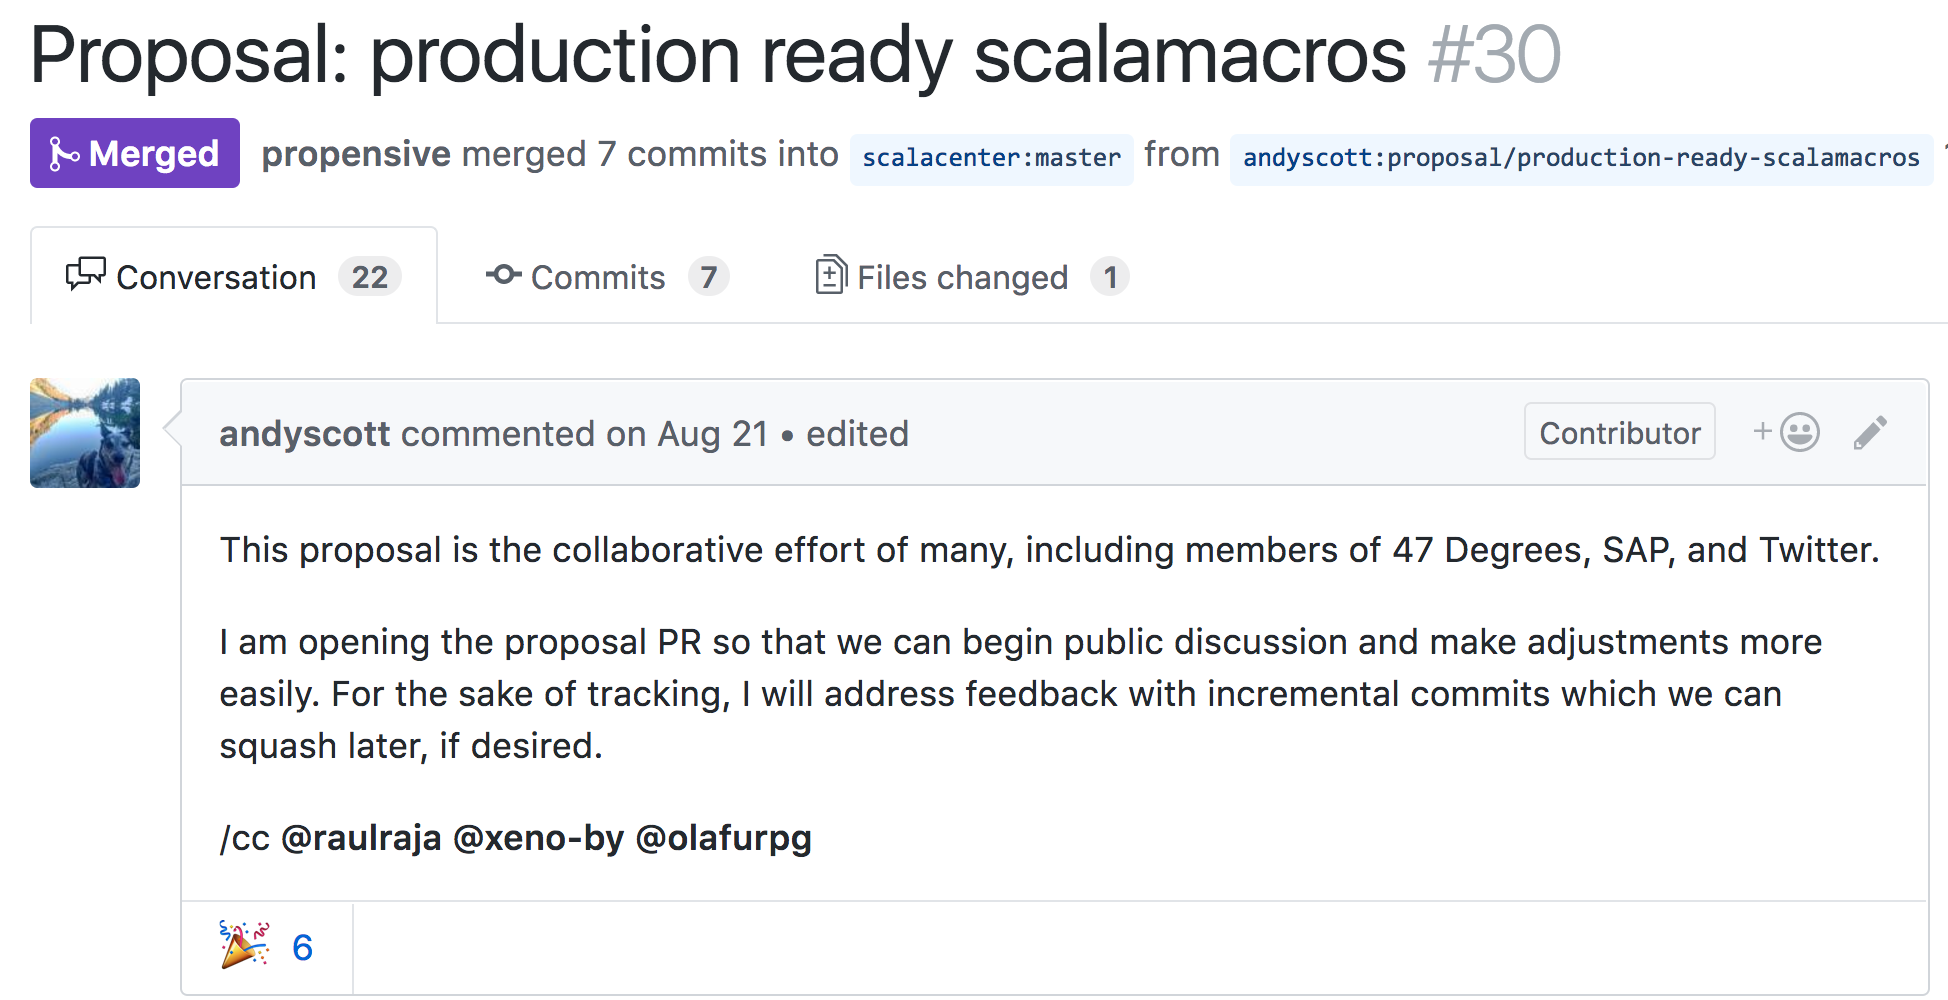 Proposal: production ready scalamacros #30
Merged propensive merged 7 commits into scalacenter:master from andyscott:proposal/production-ready-scalamacros
Conversation 22 Commits 7 Files changed 1
andyscott commented on Aug 21 • edited Contributor +
This proposal is the collaborative effort of many, including members of 47 Degrees, SAP, and Twitter.
I am opening the proposal PR so that we can begin public discussion and make adjustments more
easily. For the sake of tracking, I will address feedback with incremental commits which we can
squash later, if desired.
/cc @raulraja @xeno-by @olafurpg
6